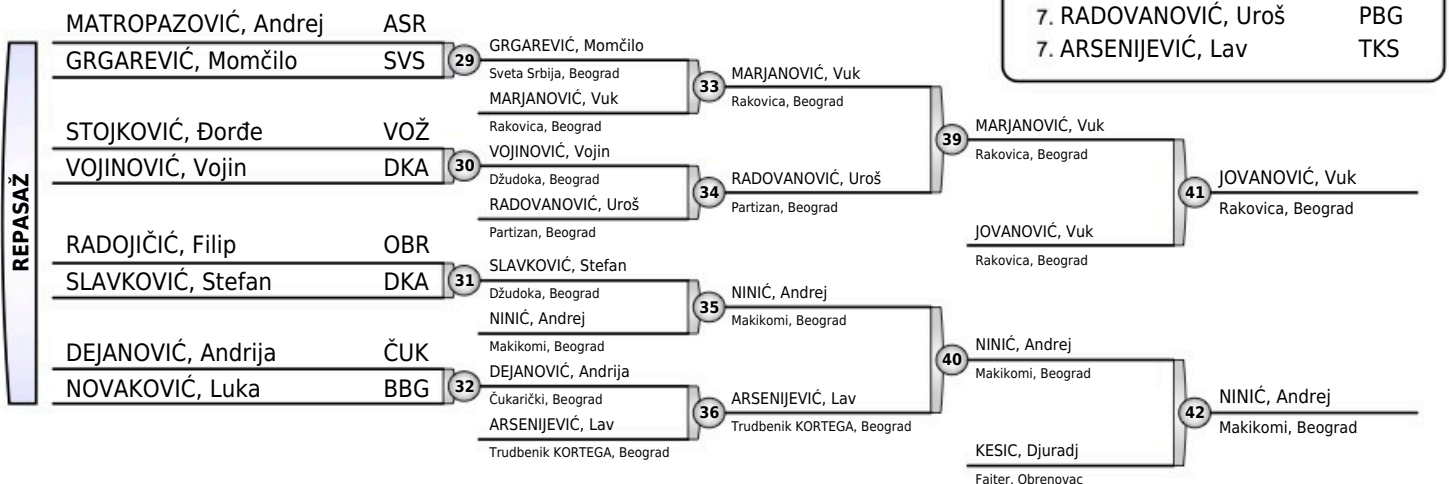 7. RADOVANOVIĆ, Uroš PBG
7. ARSENIJEVIĆ, Lav TKS
REPASAŽ
MATROPAZOVIĆ, Andrej ASR
GRGAREVIĆ, Momčilo SVS
29
STOJKOVIĆ, Đorđe VOŽ
VOJINOVIĆ, Vojin DKA
30
RADOJIČIĆ, Filip OBR
SLAVKOVIĆ, Stefan DKA
31
DEJANOVIĆ, Andrija ČUK
NOVAKOVIĆ, Luka BBG
32
GRGAREVIĆ, Momčilo
Sveta Srbija, Beograd
MARJANOVIĆ, Vuk
Rakovica, Beograd
33
VOJINOVIĆ, Vojin
Džudoka, Beograd
RADOVANOVIĆ, Uroš
Partizan, Beograd
34
SLAVKOVIĆ, Stefan
Džudoka, Beograd
NINIĆ, Andrej
Makikomi, Beograd
35
DEJANOVIĆ, Andrija
Čukarički, Beograd
ARSENIJEVIĆ, Lav
Trudbenik KORTEGA, Beograd
36
MARJANOVIĆ, Vuk
Rakovica, Beograd
RADOVANOVIĆ, Uroš
Partizan, Beograd
39
NINIĆ, Andrej
Makikomi, Beograd
ARSENIJEVIĆ, Lav
Trudbenik KORTEGA, Beograd
40
MARJANOVIĆ, Vuk
Rakovica, Beograd
JOVANOVIĆ, Vuk
Rakovica, Beograd
41
NINIĆ, Andrej
Makikomi, Beograd
KESIC, Djuradj
Fajter, Obrenovac
42
JOVANOVIĆ, Vuk
Rakovica, Beograd
NINIĆ, Andrej
Makikomi, Beograd